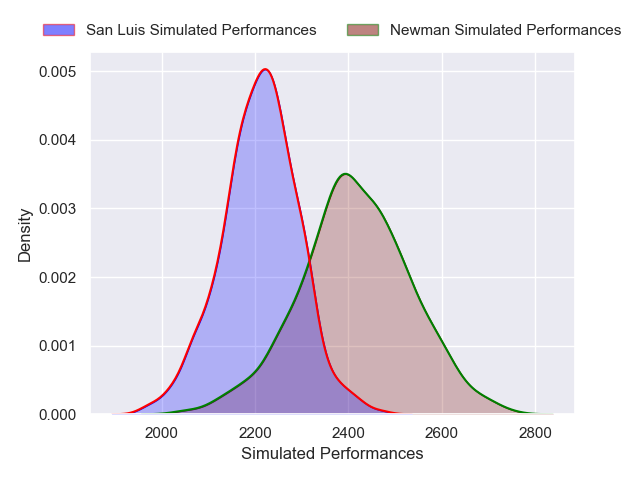 San Luis Simulated Performances Newman Simulated Performances
0.005
0.004
0.003
0.002
0.001
0.000
Density
2000 2200 2400 2600 2800
Simulated Performances